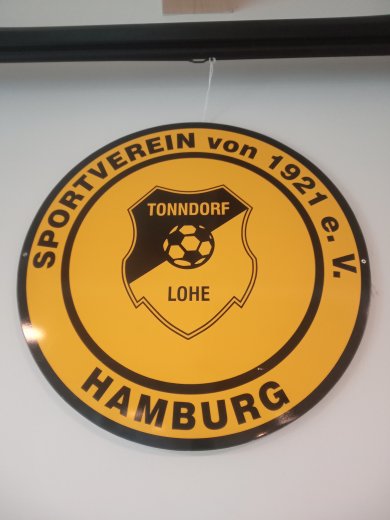 SPORTVEREIN von 1921 e. V.
TONNDORF
LOHE
HAMBURG